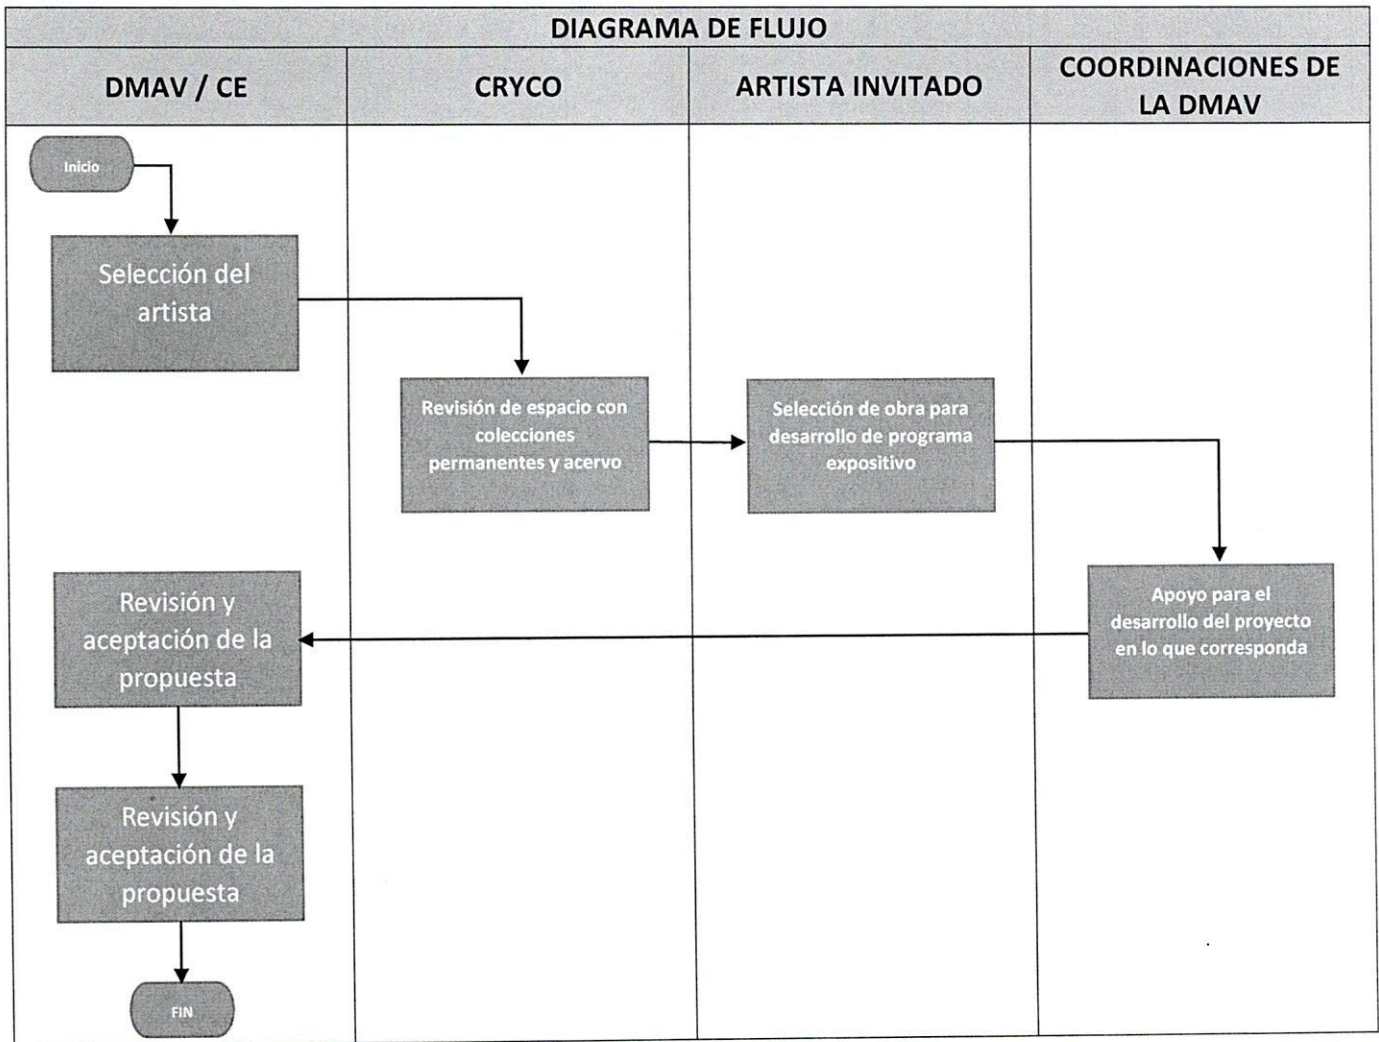 DIAGRAMA DE FLUJO
DMAV / CE
CRYCO
ARTISTA INVITADO
COORDINACIONES DE
LA DMAV
Inicio
Selección del
artista
Revisión de espacio con
colecciones
permanentes y acervo
Selección de obra para
desarrollo de programa
expositivo
Apoyo para el
desarrollo del proyecto
en lo que corresponda
Revisión y
aceptación de la
propuesta
Revisión y
aceptación de la
propuesta
FIN